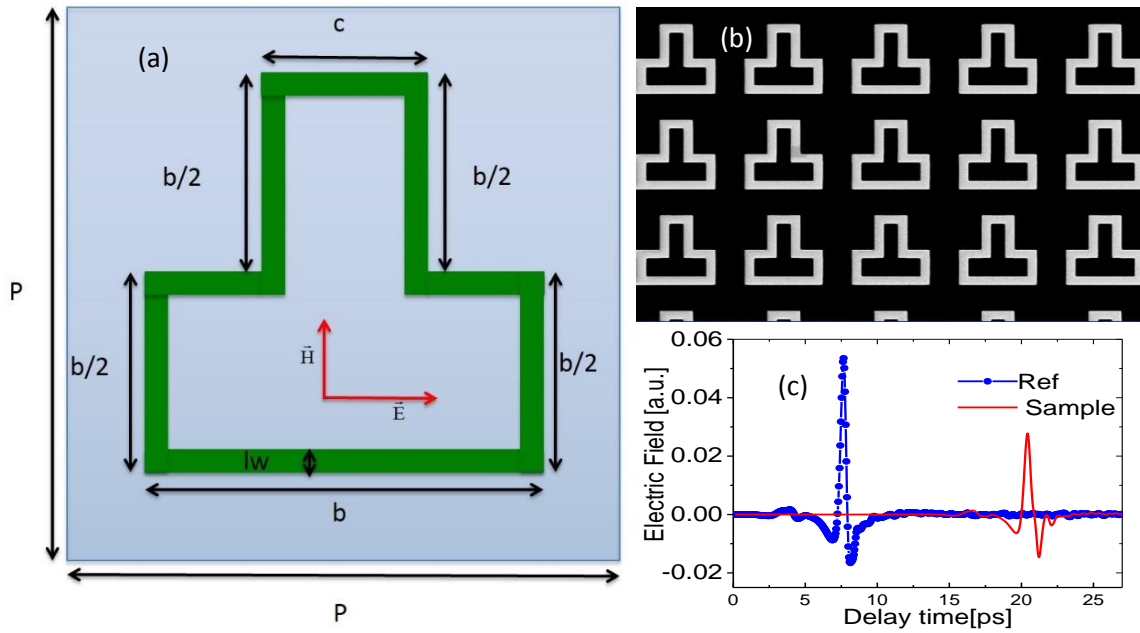 (a)
c
b/2
b/2
P
b/2
b/2
H
E
lw
b
P
(b)
(c)
Ref
Sample
Electric Field [a.u.]
0.06
0.04
0.02
0.00
-0.02
0
5
10
15
20
25
Delay time[ps]